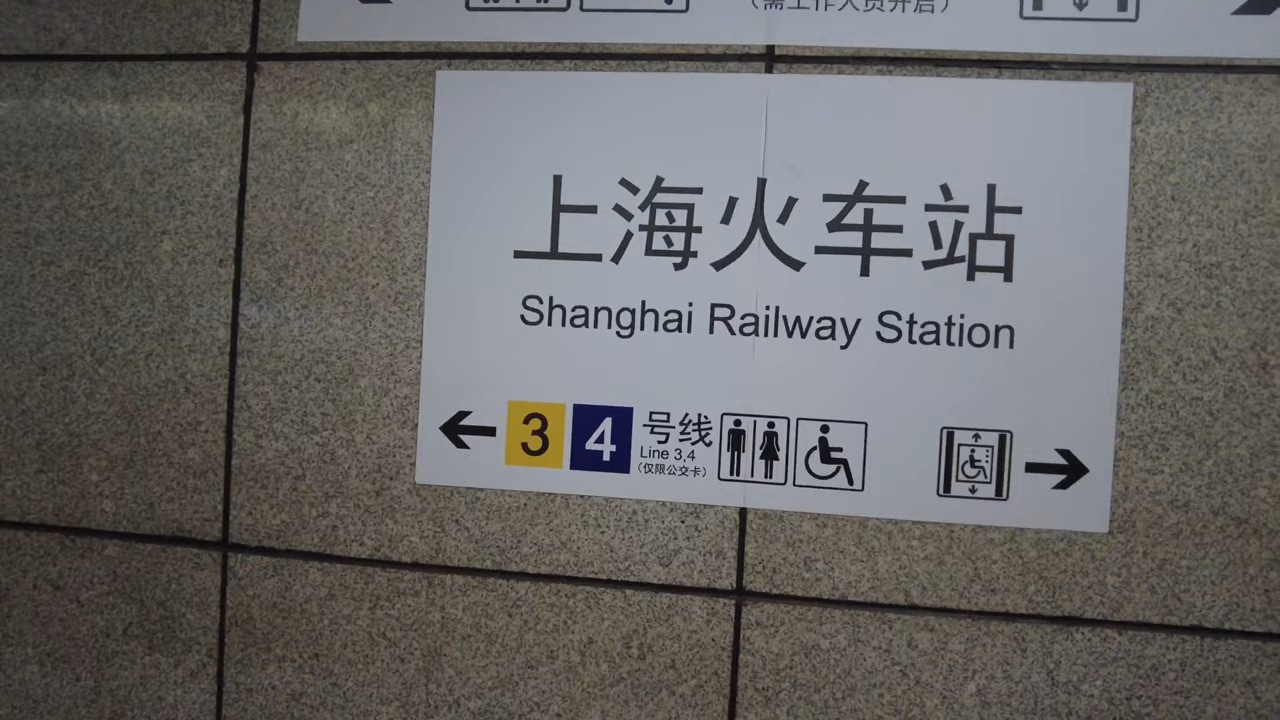 （需工作人员开启）
上海火车站
Shanghai Railway Station
3 4 号线
Line 3,4
（仅限公交卡）